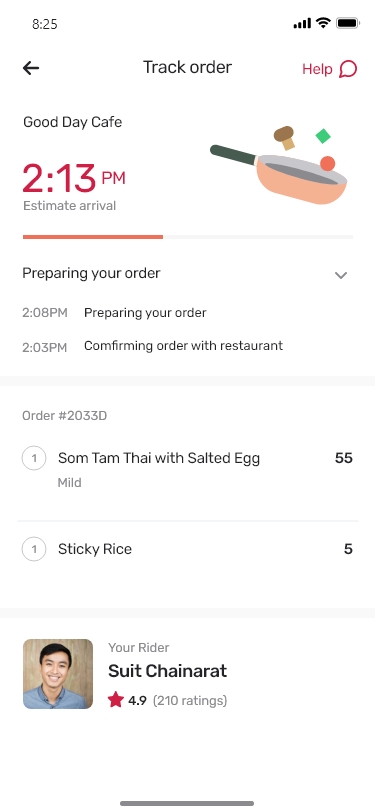 8:25
Track order
Help
Good Day Cafe
2:13 PM
Estimate arrival
Preparing your order
2:08PM Preparing your order
2:03PM Comfirming order with restaurant
Order #2033D
1 Som Tam Thai with Salted Egg 55
Mild
1 Sticky Rice 5
Your Rider
Suit Chainarat
4.9 (210 ratings)